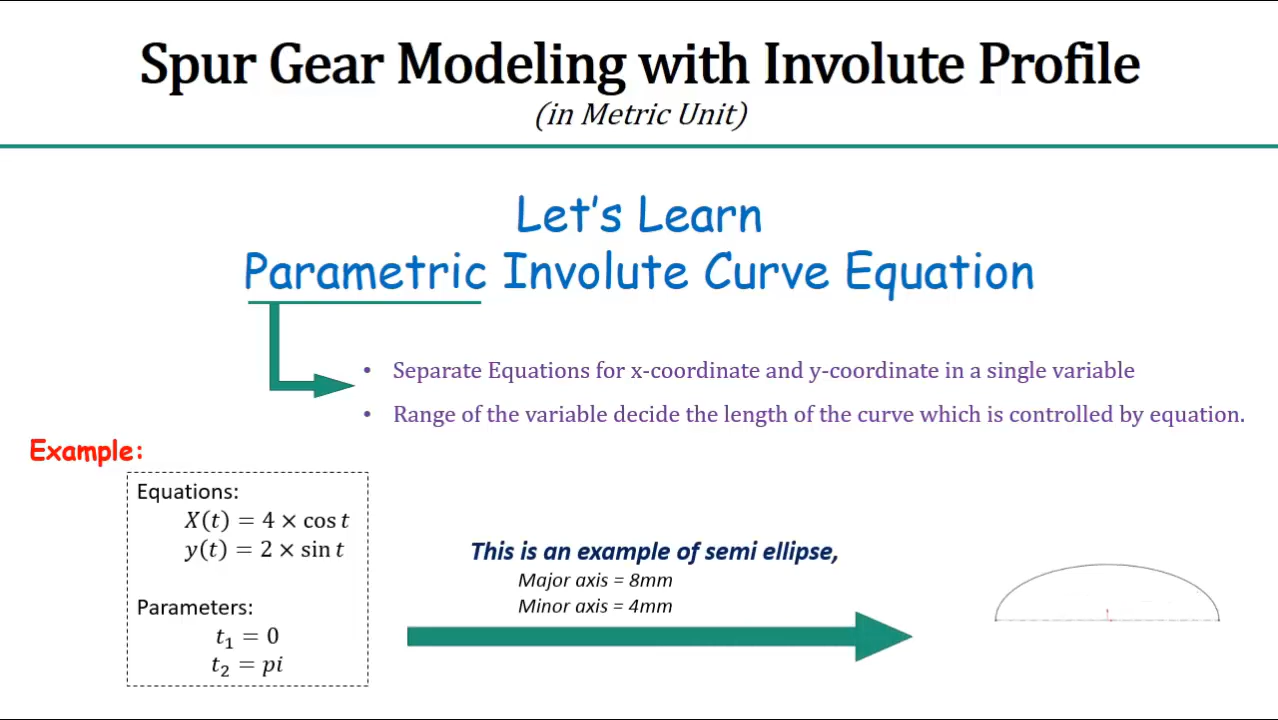 Spur Gear Modeling with Involute Profile
(in Metric Unit)
Let's Learn
Parametric Involute Curve Equation
• Separate Equations for x-coordinate and y-coordinate in a single variable
• Range of the variable decide the length of the curve which is controlled by equation.
Example:
Equations:
X(t) = 4 × cos t
y(t) = 2 × sin t
Parameters:
t₁ = 0
t₂ = pi
This is an example of semi ellipse,
Major axis = 8mm
Minor axis = 4mm